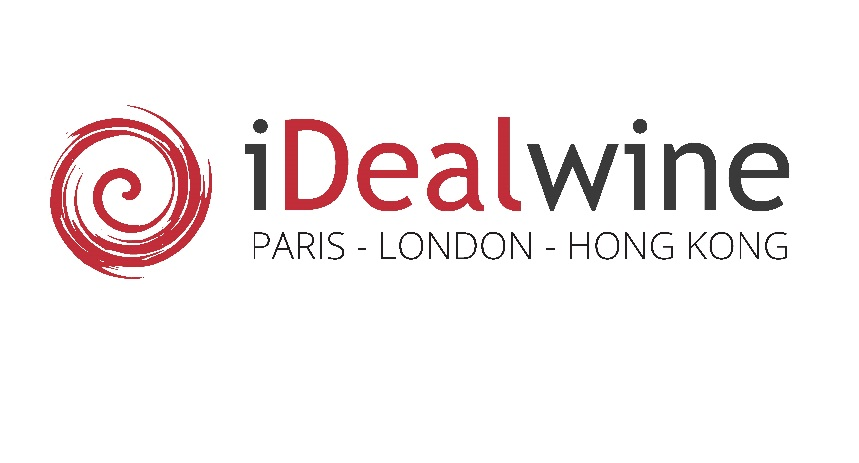 iDealwine
PARIS - LONDON - HONG KONG